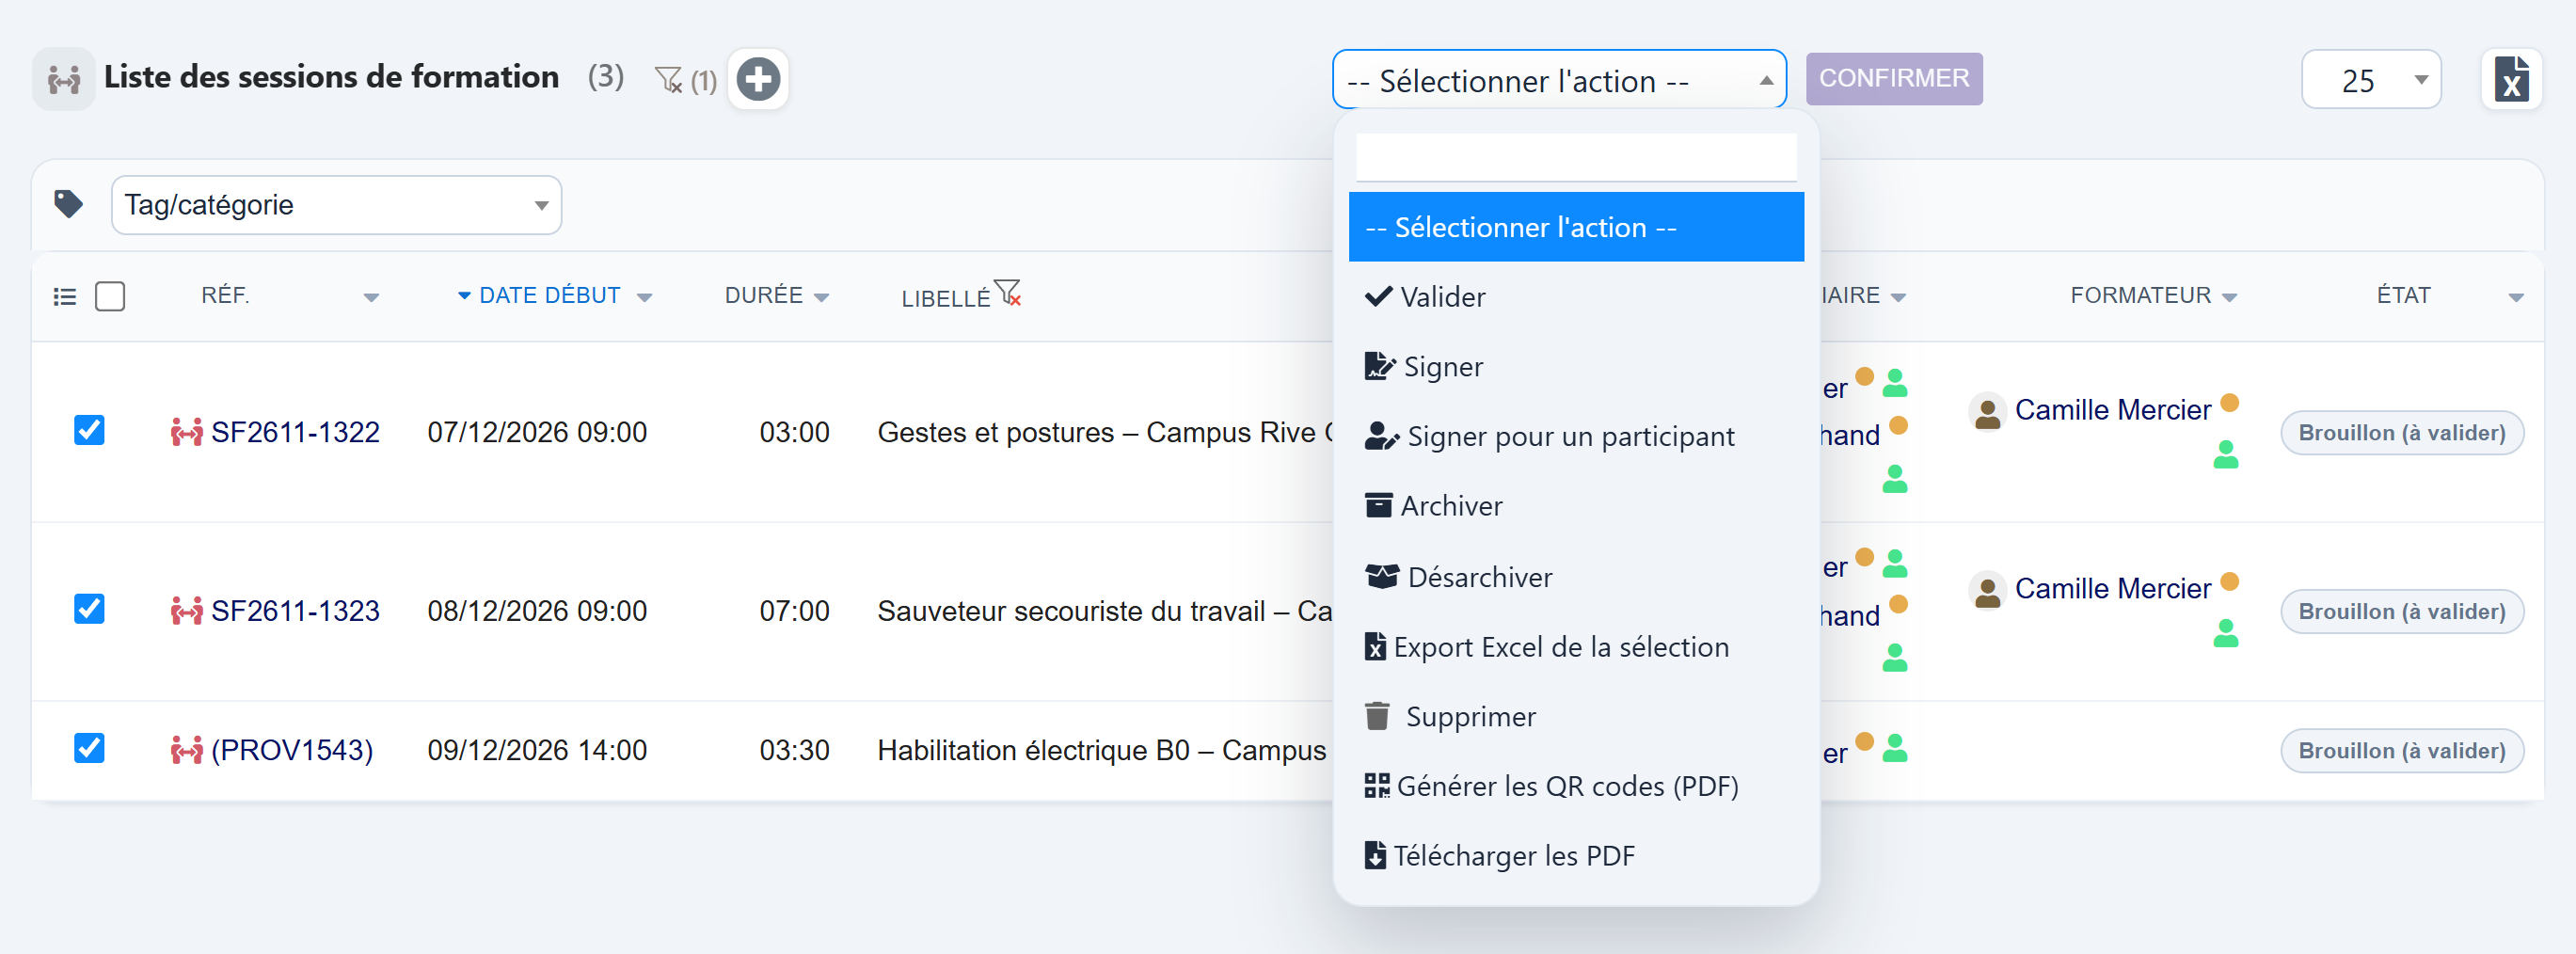 Liste des sessions de formation (3) (1)
-- Sélectionner l'action --
CONFIRMER
25
Tag/catégorie
-- Sélectionner l'action --
Valider
Signer
Signer pour un participant
Archiver
Désarchiver
Export Excel de la sélection
Supprimer
Générer les QR codes (PDF)
Télécharger les PDF
RÉF. DATE DÉBUT DURÉE LIBELLÉ IAIRE FORMATEUR ÉTAT
SF2611-1322 07/12/2026 09:00 03:00 Gestes et postures – Campus Rive er Camille Mercier Brouillon (à valider)
hand
SF2611-1323 08/12/2026 09:00 07:00 Sauveteur secouriste du travail – Ca er Camille Mercier Brouillon (à valider)
hand
(PROV1543) 09/12/2026 14:00 03:30 Habilitation électrique B0 – Campus er Brouillon (à valider)